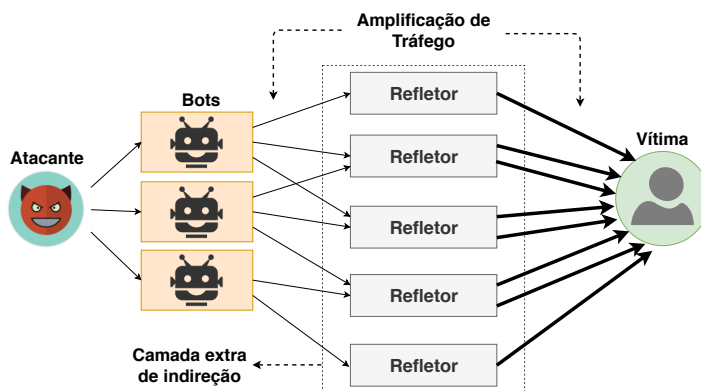 Amplificação de
Tráfego
Bots
Refletor
Vítima
Atacante
Refletor
Refletor
Refletor
Camada extra
de indireção
Refletor